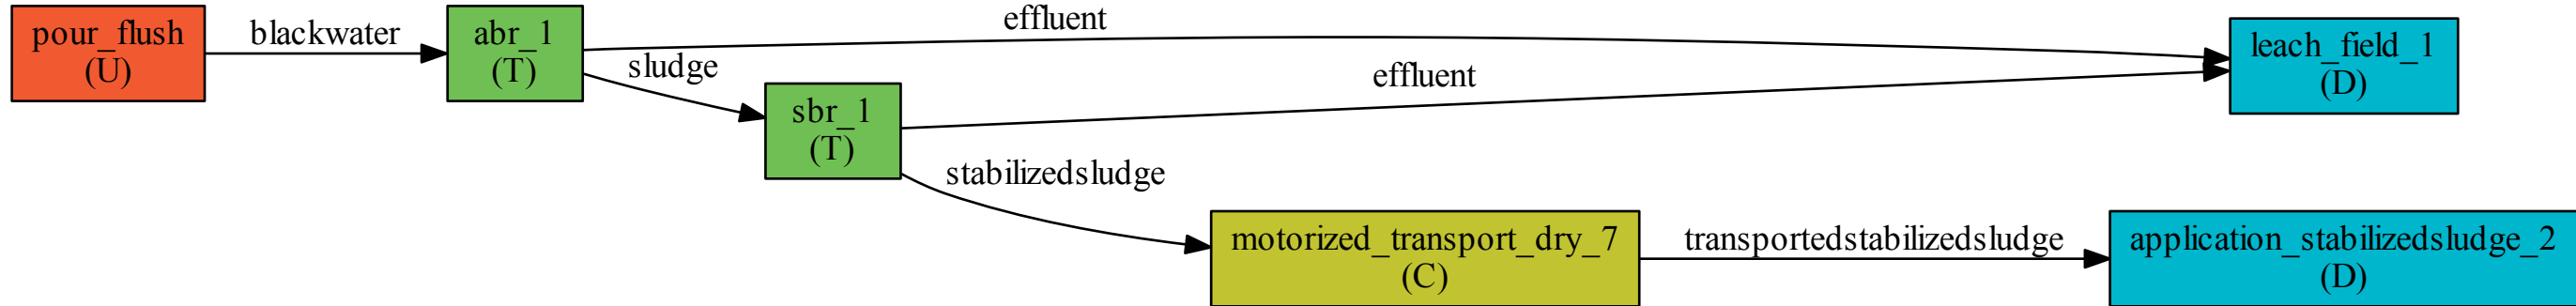 pour_flush
(U)
blackwater
abr_1
(T)
effluent
sludge
sbr_1
(T)
effluent
stabilizedsludge
leach_field_1
(D)
motorized_transport_dry_7
(C)
transportedstabilizedsludge
application_stabilizedsludge_2
(D)